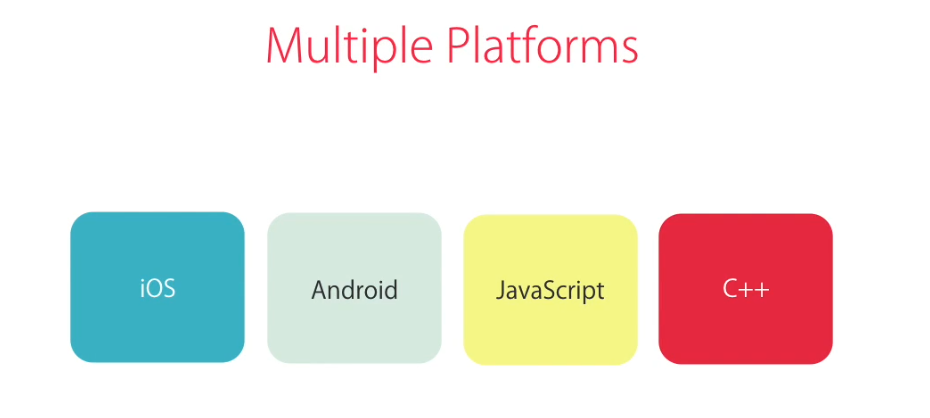 Multiple Platforms
iOS
Android
JavaScript
C++